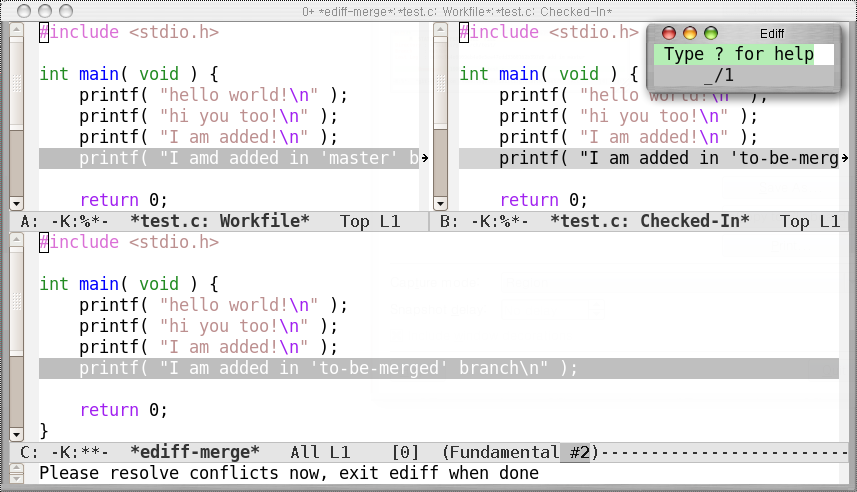 0+ *ediff-merge*:*test.c: Workfile*:*test.c: Checked-In*
#include <stdio.h>
int main( void ) {
printf( "hello world!\n" );
printf( "hi you too!\n" );
printf( "I am added!\n" );
printf( "I amd added in 'master' b
return 0;
A: -K:%*- *test.c: Workfile* Top L1
#include <stdio.h>
int main( void ) {
printf( "hello world!\n" );
printf( "hi you too!\n" );
printf( "I am added!\n" );
printf( "I am added in 'to-be-merg
return 0;
B: -K:%*- *test.c: Checked-In* Top L1
Ediff
Type ? for help
_/1
#include <stdio.h>
int main( void ) {
printf( "hello world!\n" );
printf( "hi you too!\n" );
printf( "I am added!\n" );
printf( "I am added in 'to-be-merged' branch\n" );
return 0;
}
C: -K:**- *ediff-merge* All L1 [0] (Fundamental #2)-------------------------
Please resolve conflicts now, exit ediff when done